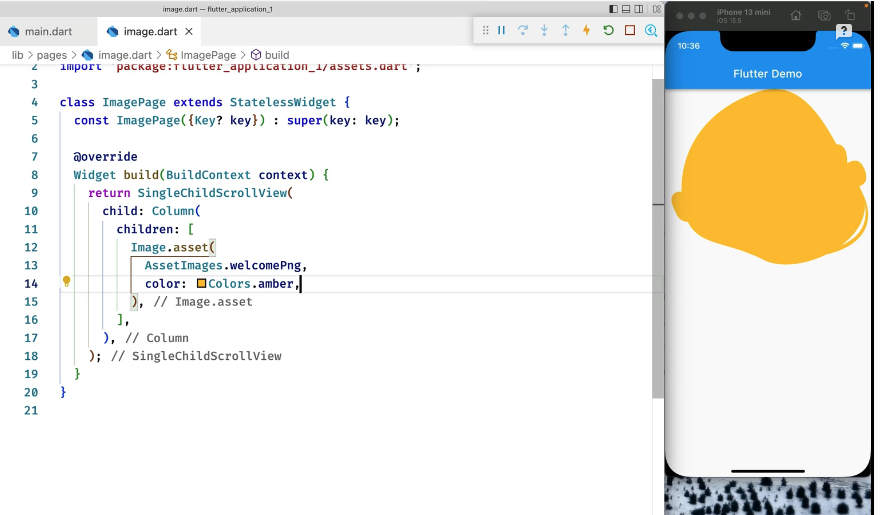 image.dart — flutter_application_1
main.dart
image.dart
lib > pages > image.dart > ImagePage > build
2 import 'package:flutter_application_1/assets.dart';
3
4 class ImagePage extends StatelessWidget {
5 const ImagePage({Key? key}) : super(key: key);
6
7 @override
8 Widget build(BuildContext context) {
9 return SingleChildScrollView(
10 child: Column(
11 children: [
12 Image.asset(
13 AssetImages.welcomePng,
14 color: Colors.amber,
15 ), // Image.asset
16 ],
17 ), // Column
18 ); // SingleChildScrollView
19 }
20 }
21
iPhone 13 mini
iOS 15.5
?
10:36
Flutter Demo